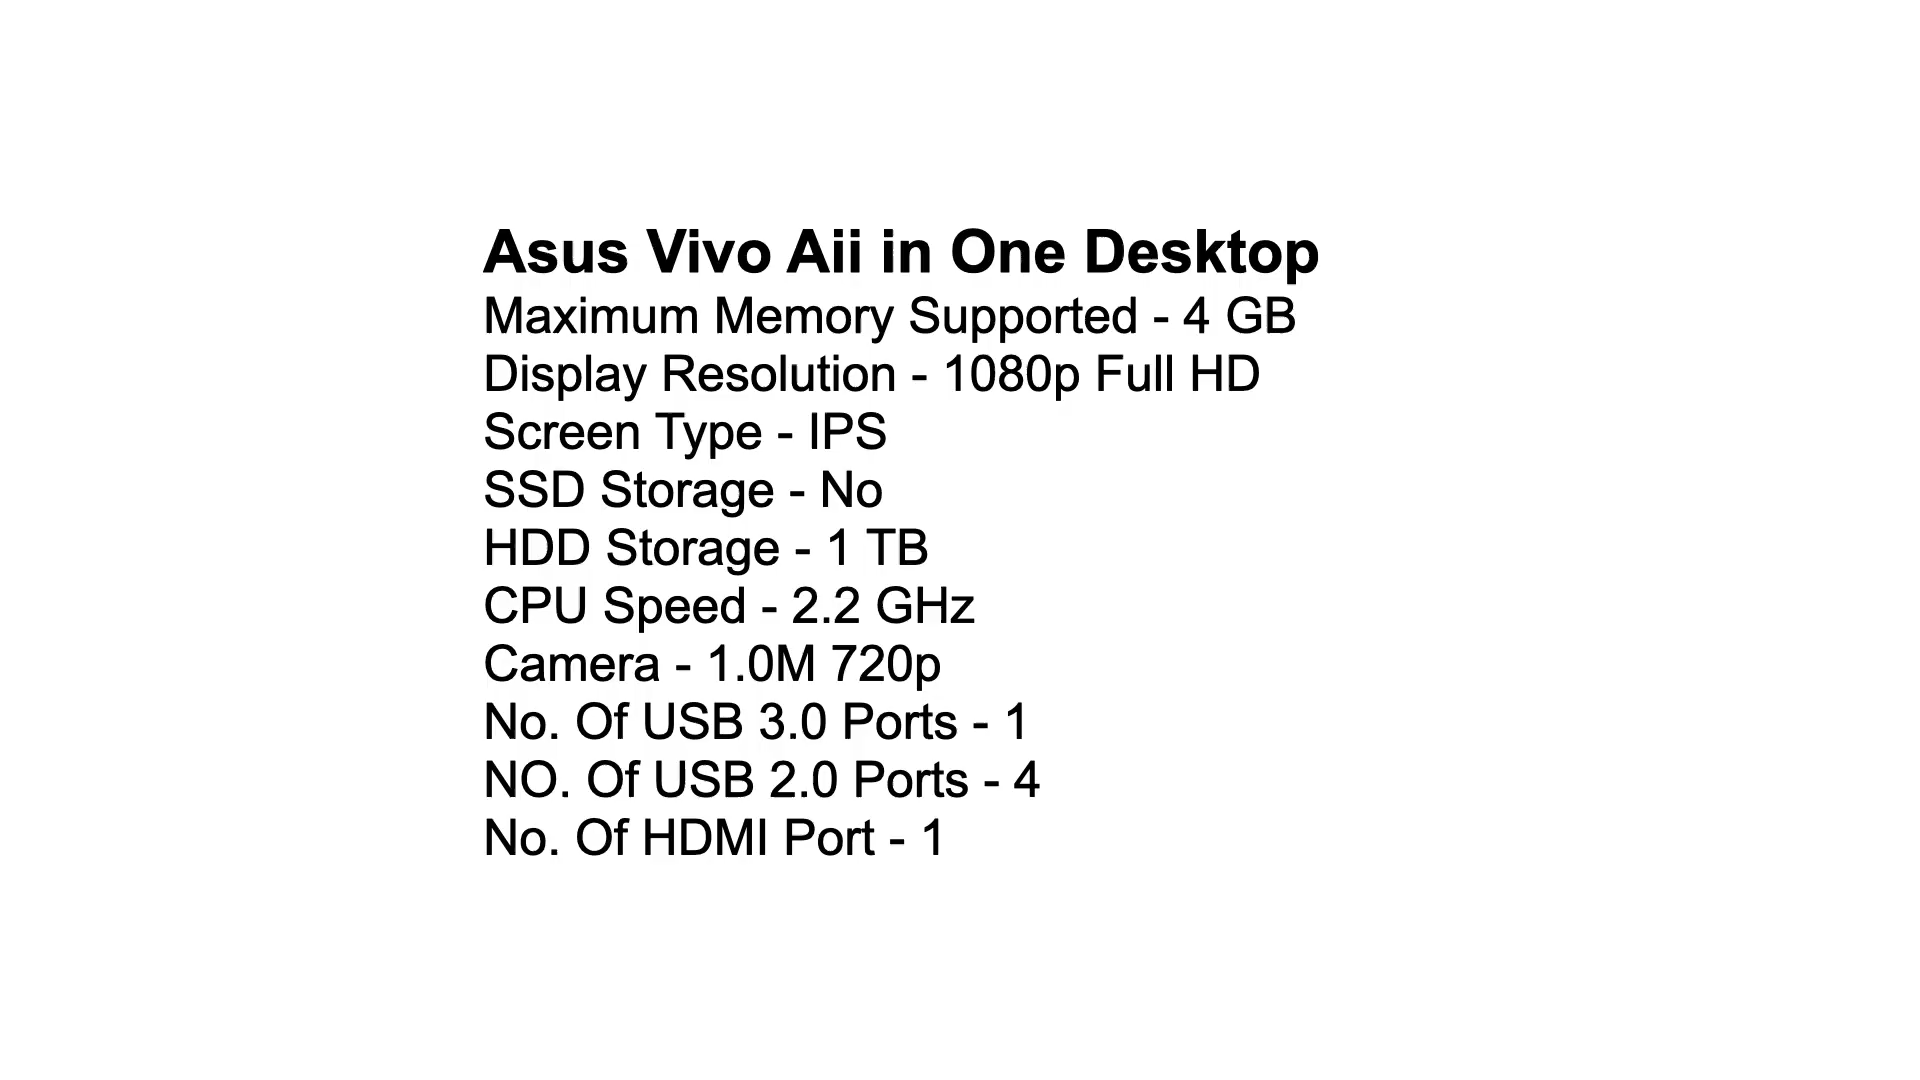 Asus Vivo Aii in One Desktop
Maximum Memory Supported - 4 GB
Display Resolution - 1080p Full HD
Screen Type - IPS
SSD Storage - No
HDD Storage - 1 TB
CPU Speed - 2.2 GHz
Camera - 1.0M 720p
No. Of USB 3.0 Ports - 1
NO. Of USB 2.0 Ports - 4
No. Of HDMI Port - 1